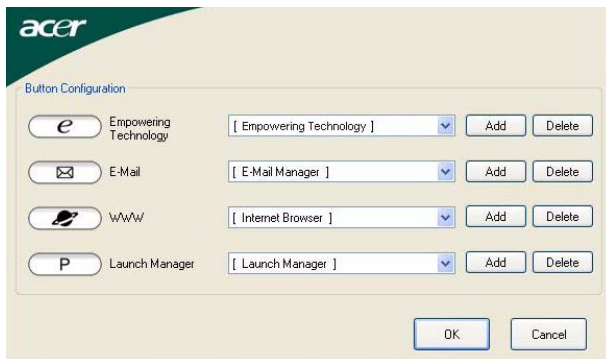 acer
Button Configuration
e Empowering Technology [ Empowering Technology ] Add Delete
E-Mail [ E-Mail Manager ] Add Delete
WWW [ Internet Browser ] Add Delete
P Launch Manager [ Launch Manager ] Add Delete
OK Cancel